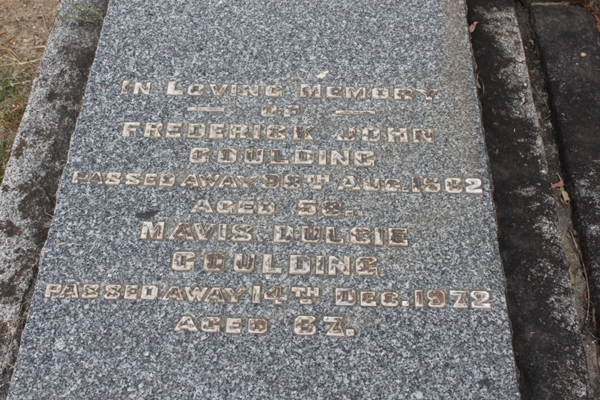 IN LOVING MEMORY
OF
FREDERICK JOHN
GOULDING
PASSED AWAY 28TH AUG. 1962
AGED 58.
MAVIS DULCIE
GOULDING
PASSED AWAY 14TH DEC. 1972
AGED 67.